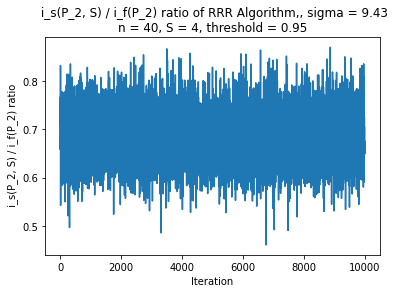 i_s(P_2, S) / i_f(P_2) ratio of RRR Algorithm,, sigma = 9.43
n = 40, S = 4, threshold = 0.95
i_s(P_2, S) / i_f(P_2) ratio
0.8
0.7
0.6
0.5
0 2000 4000 6000 8000 10000
Iteration